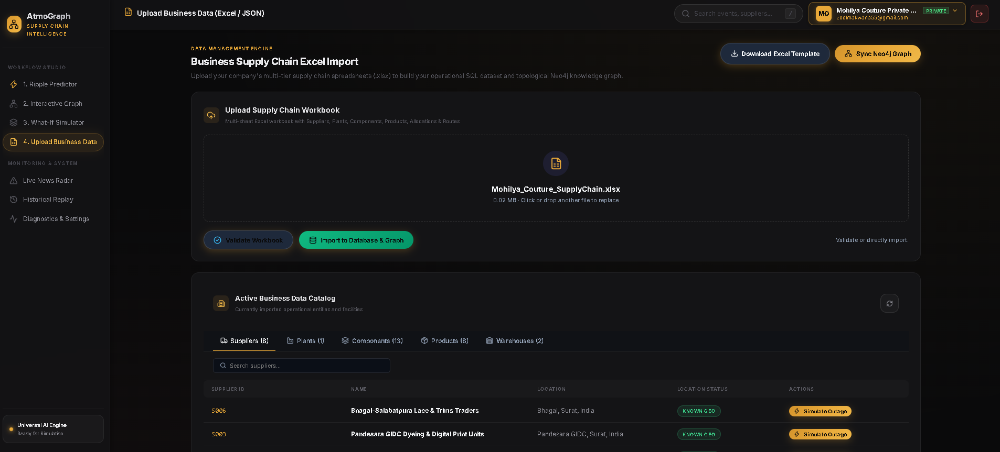 AtmoGraph
SUPPLY CHAIN
INTELLIGENCE
WORKFLOW STUDIO
1. Ripple Predictor
2. Interactive Graph
3. What-If Simulator
4. Upload Business Data
MONITORING & SYSTEM
Live News Radar
Historical Replay
Diagnostics & Settings
Universal AI Engine
Ready for Simulation
Upload Business Data (Excel / JSON)
Search events, suppliers... /
MO Mohilya Couture Private ... PRIVATE
zeelmakwana55@gmail.com
DATA MANAGEMENT ENGINE
Business Supply Chain Excel Import
Upload your company's multi-tier supply chain spreadsheets (.xlsx) to build your operational SQL dataset and topological Neo4j knowledge graph.
Download Excel Template
Sync Neo4j Graph
Upload Supply Chain Workbook
Multi-sheet Excel workbook with Suppliers, Plants, Components, Products, Allocations & Routes
Mohilya_Couture_SupplyChain.xlsx
0.02 MB · Click or drop another file to replace
Validate Workbook
Import to Database & Graph
Validate or directly import.
Active Business Data Catalog
Currently imported operational entities and facilities
Suppliers (8) Plants (1) Components (13) Products (8) Warehouses (2)
Search suppliers...
SUPPLIER ID NAME LOCATION LOCATION STATUS ACTIONS
S006 Bhagal-Salabatpura Lace & Trims Traders Bhagal, Surat, India KNOWN GEO Simulate Outage
S003 Pandesara GIDC Dyeing & Digital Print Units Pandesara GIDC, Surat, India KNOWN GEO Simulate Outage